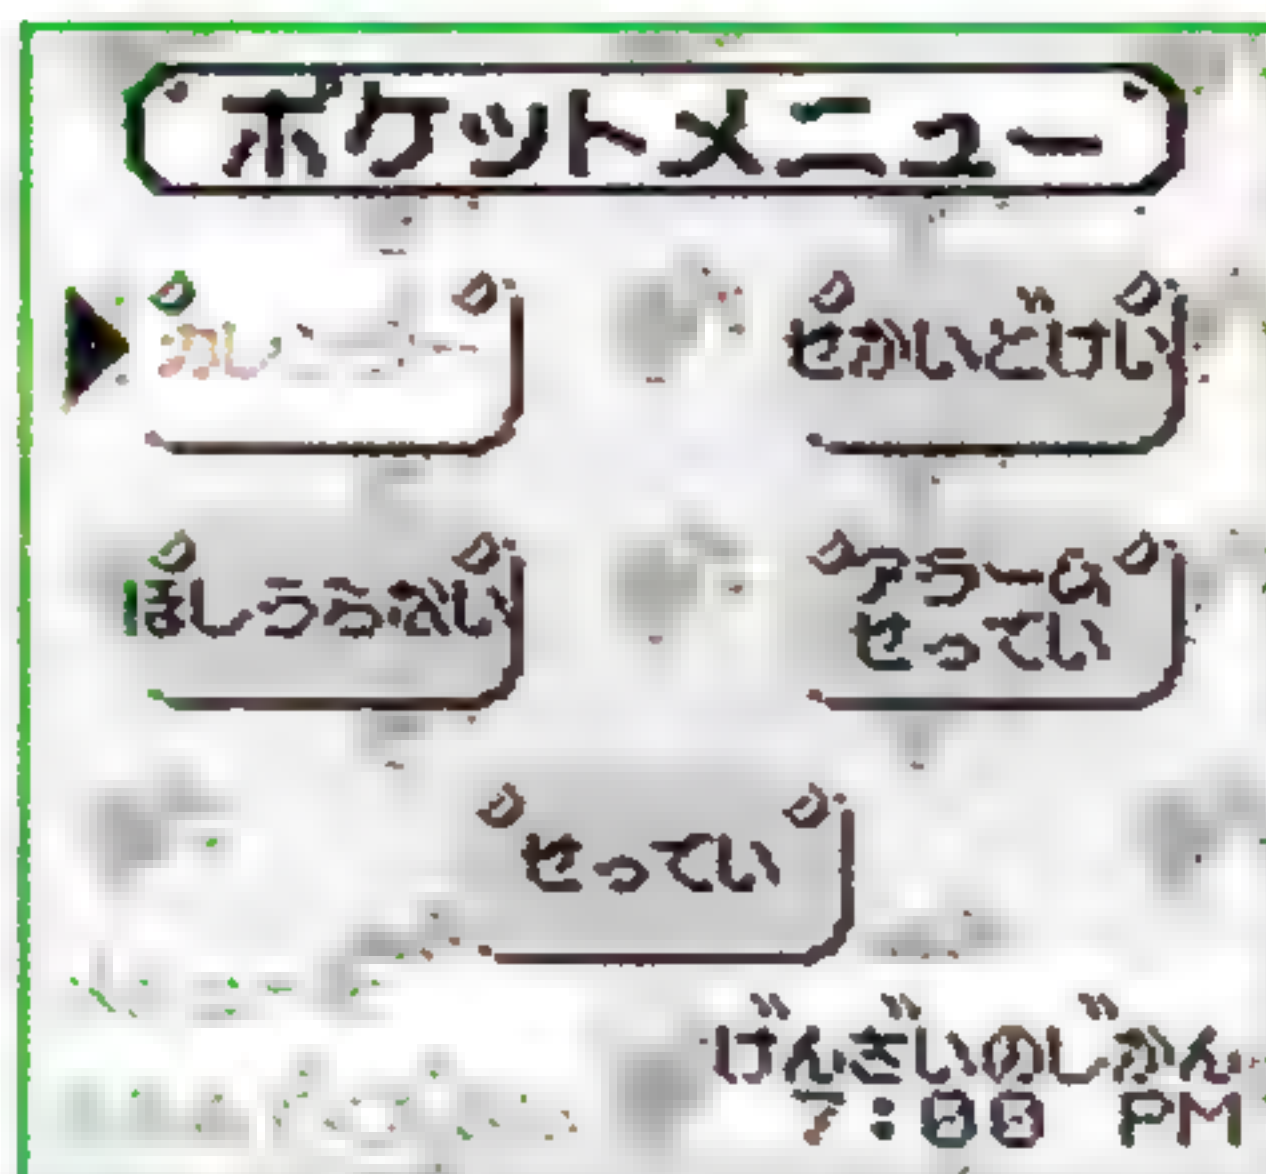 ポケットメニュー
せかいどけい
ほしうらない
アラームの
せってい
せってい
げんざいのじかん
7:00 PM